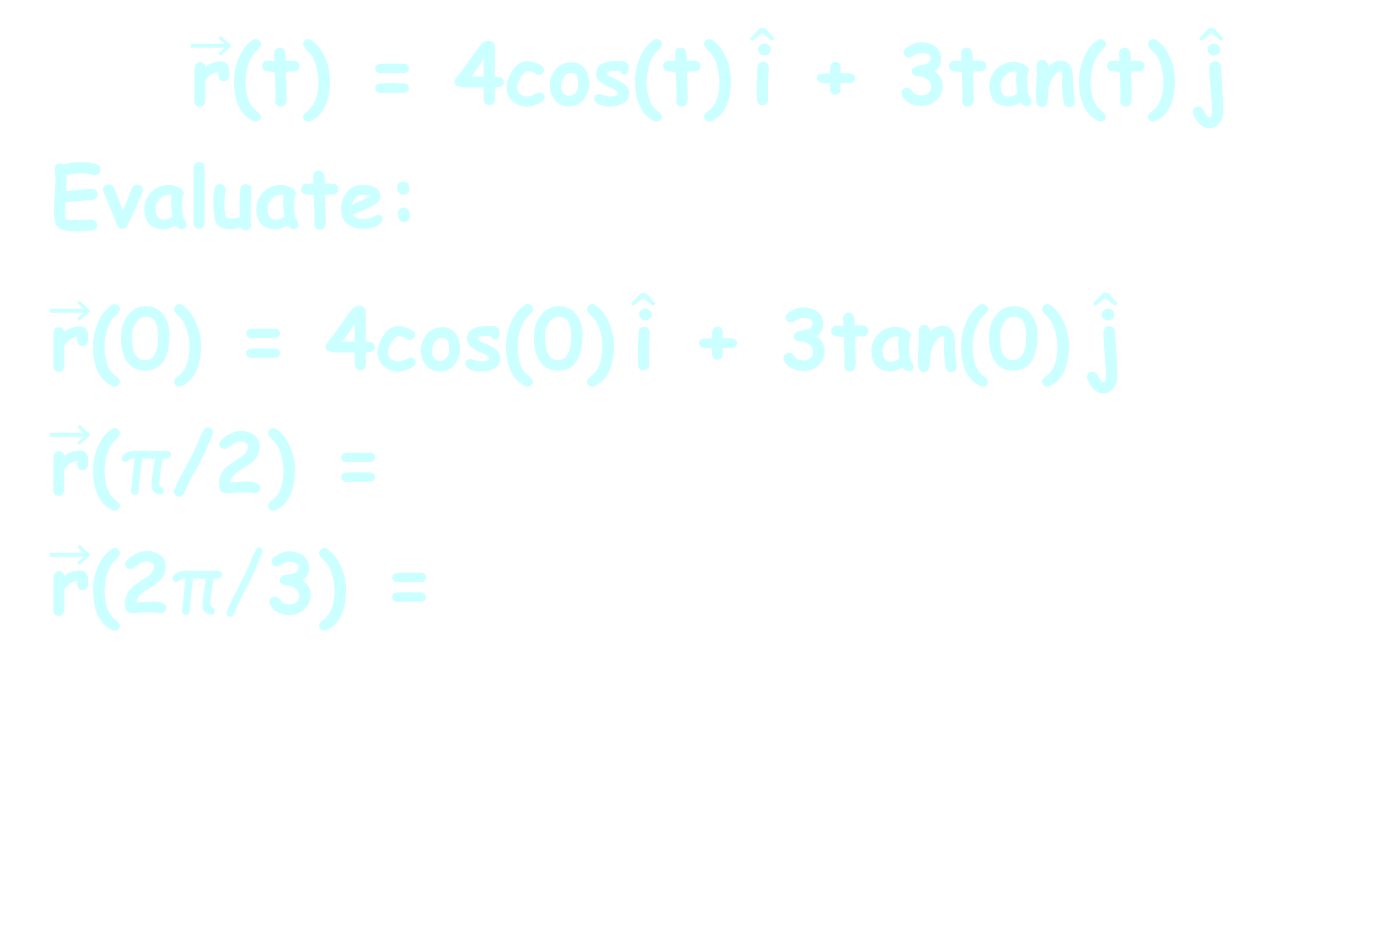 r⃗(t) = 4cos(t) î + 3tan(t) ĵ
Evaluate:
r⃗(0) = 4cos(0) î + 3tan(0) ĵ
r⃗(π/2) =
r⃗(2π/3) =